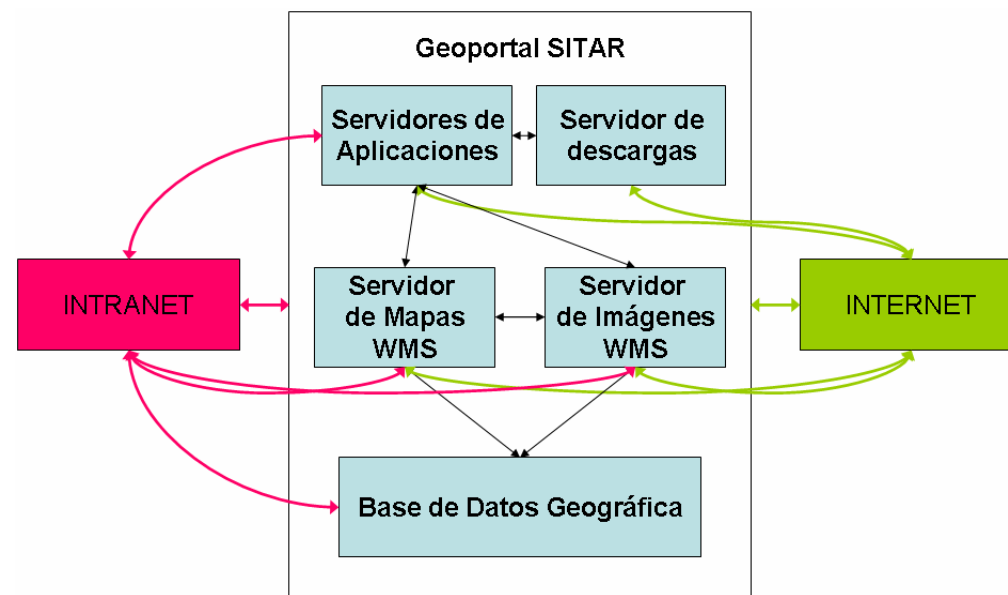 Geoportal SITAR
Servidores de
Aplicaciones
Servidor de
descargas
INTRANET
Servidor
de Mapas
WMS
Servidor
de Imágenes
WMS
INTERNET
Base de Datos Geográfica